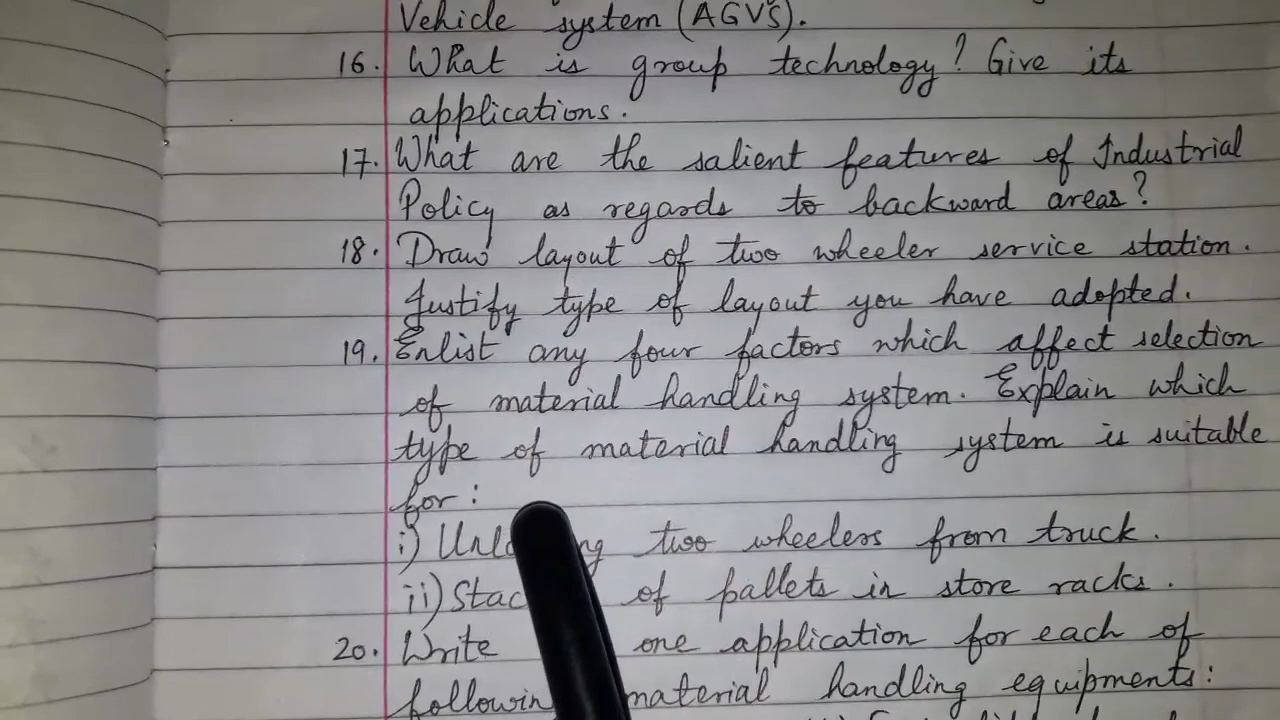 Vehicle system (AGVS).
16. What is group technology? Give its
applications.
17. What are the salient features of Industrial
Policy as regards to backward areas?
18. Draw layout of two wheeler service station.
Justify type of layout you have adopted.
19. Enlist any four factors which affect selection
of material handling system. Explain which
type of material handling system is suitable
for:
i) two wheelers from truck.
ii) of pallets in store racks.
20. Write one application for each of
material handling equipments: